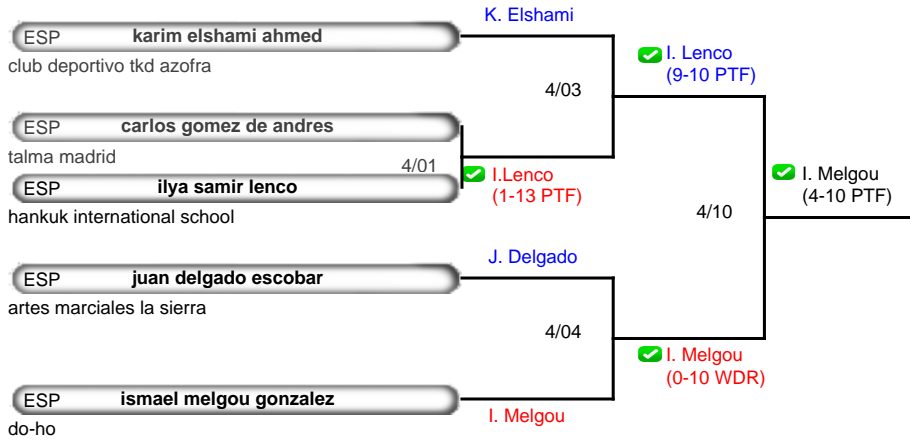 K. Elshami
ESP karim elshami ahmed
club deportivo tkd azofra
4/03
I. Lenco
(9-10 PTF)
ESP carlos gomez de andres
talma madrid
4/01
ESP ilya samir lenco
hankuk international school
I.Lenco
(1-13 PTF)
4/10
I. Melgou
(4-10 PTF)
J. Delgado
ESP juan delgado escobar
artes marciales la sierra
4/04
I. Melgou
(0-10 WDR)
ESP ismael melgou gonzalez
do-ho
I. Melgou